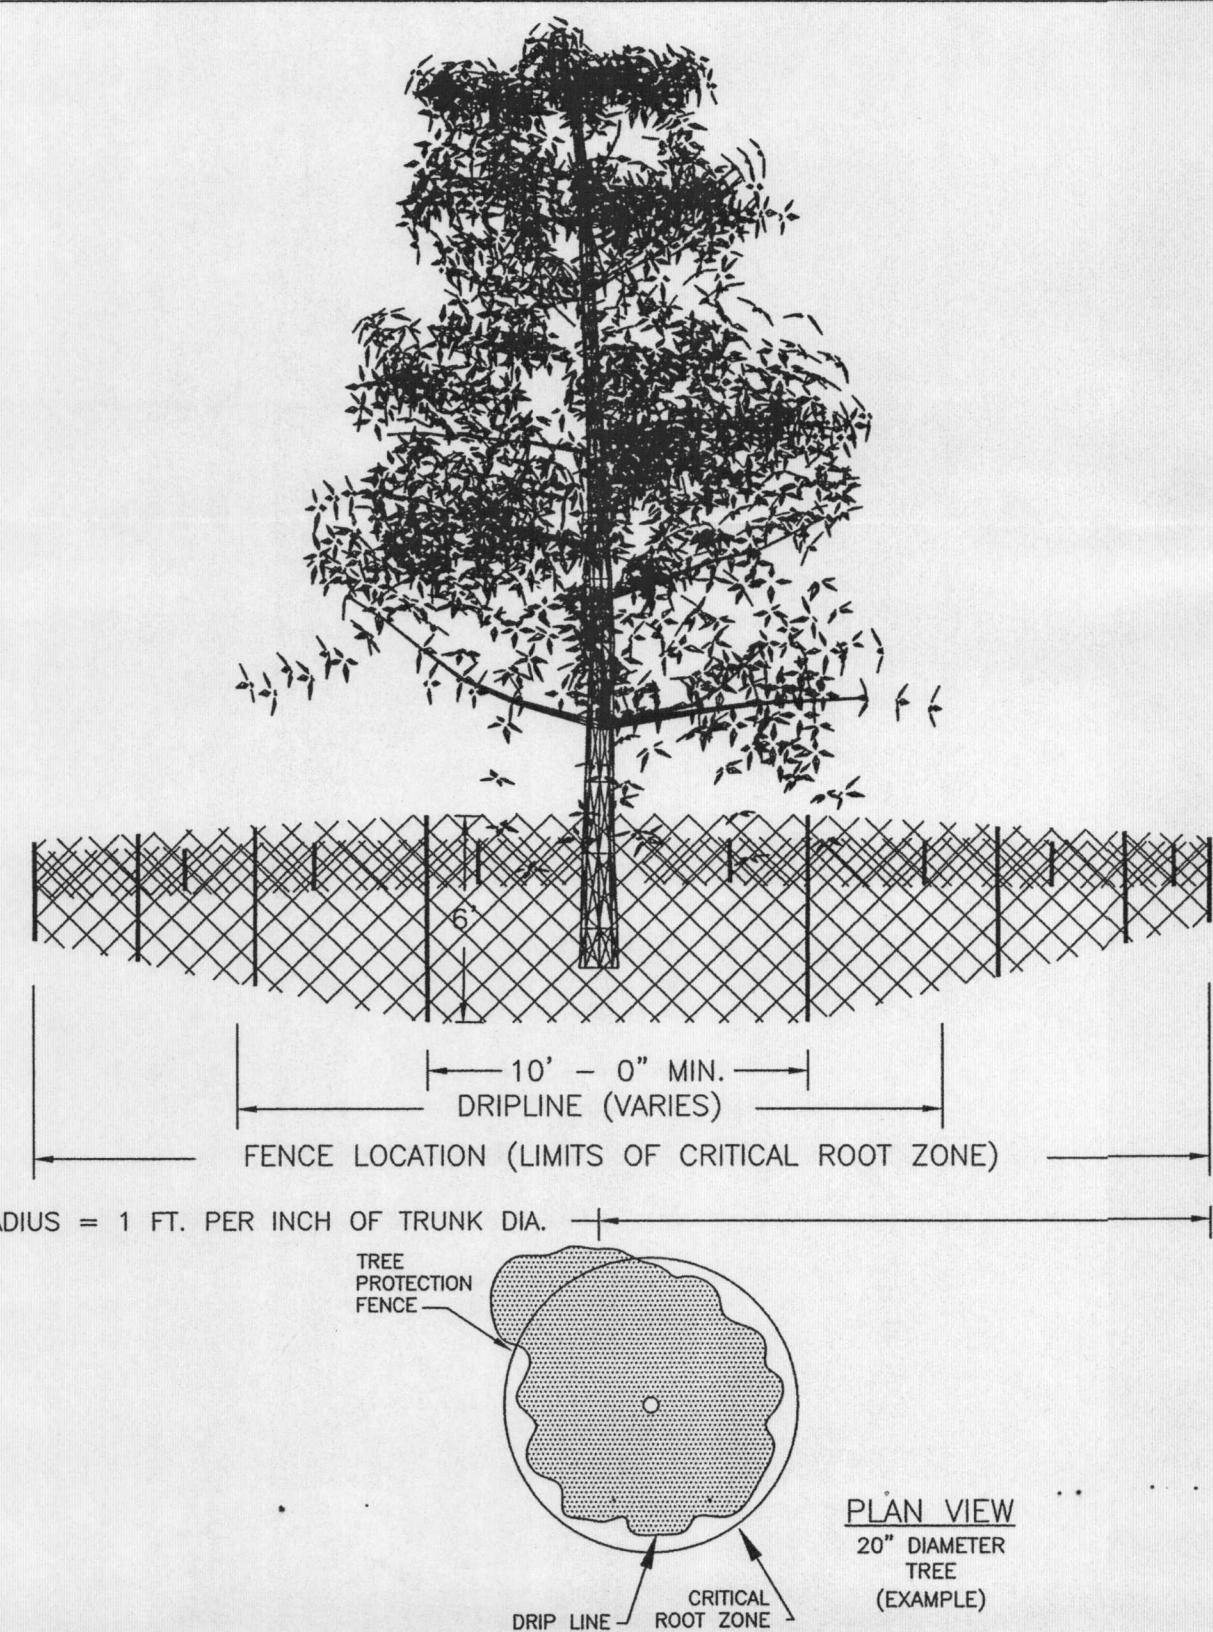 6'
10' - 0" MIN.
DRIPLINE (VARIES)
FENCE LOCATION (LIMITS OF CRITICAL ROOT ZONE)
ADIUS = 1 FT. PER INCH OF TRUNK DIA.
TREE
PROTECTION
FENCE
DRIP LINE
CRITICAL
ROOT ZONE
PLAN VIEW
20" DIAMETER
TREE
(EXAMPLE)